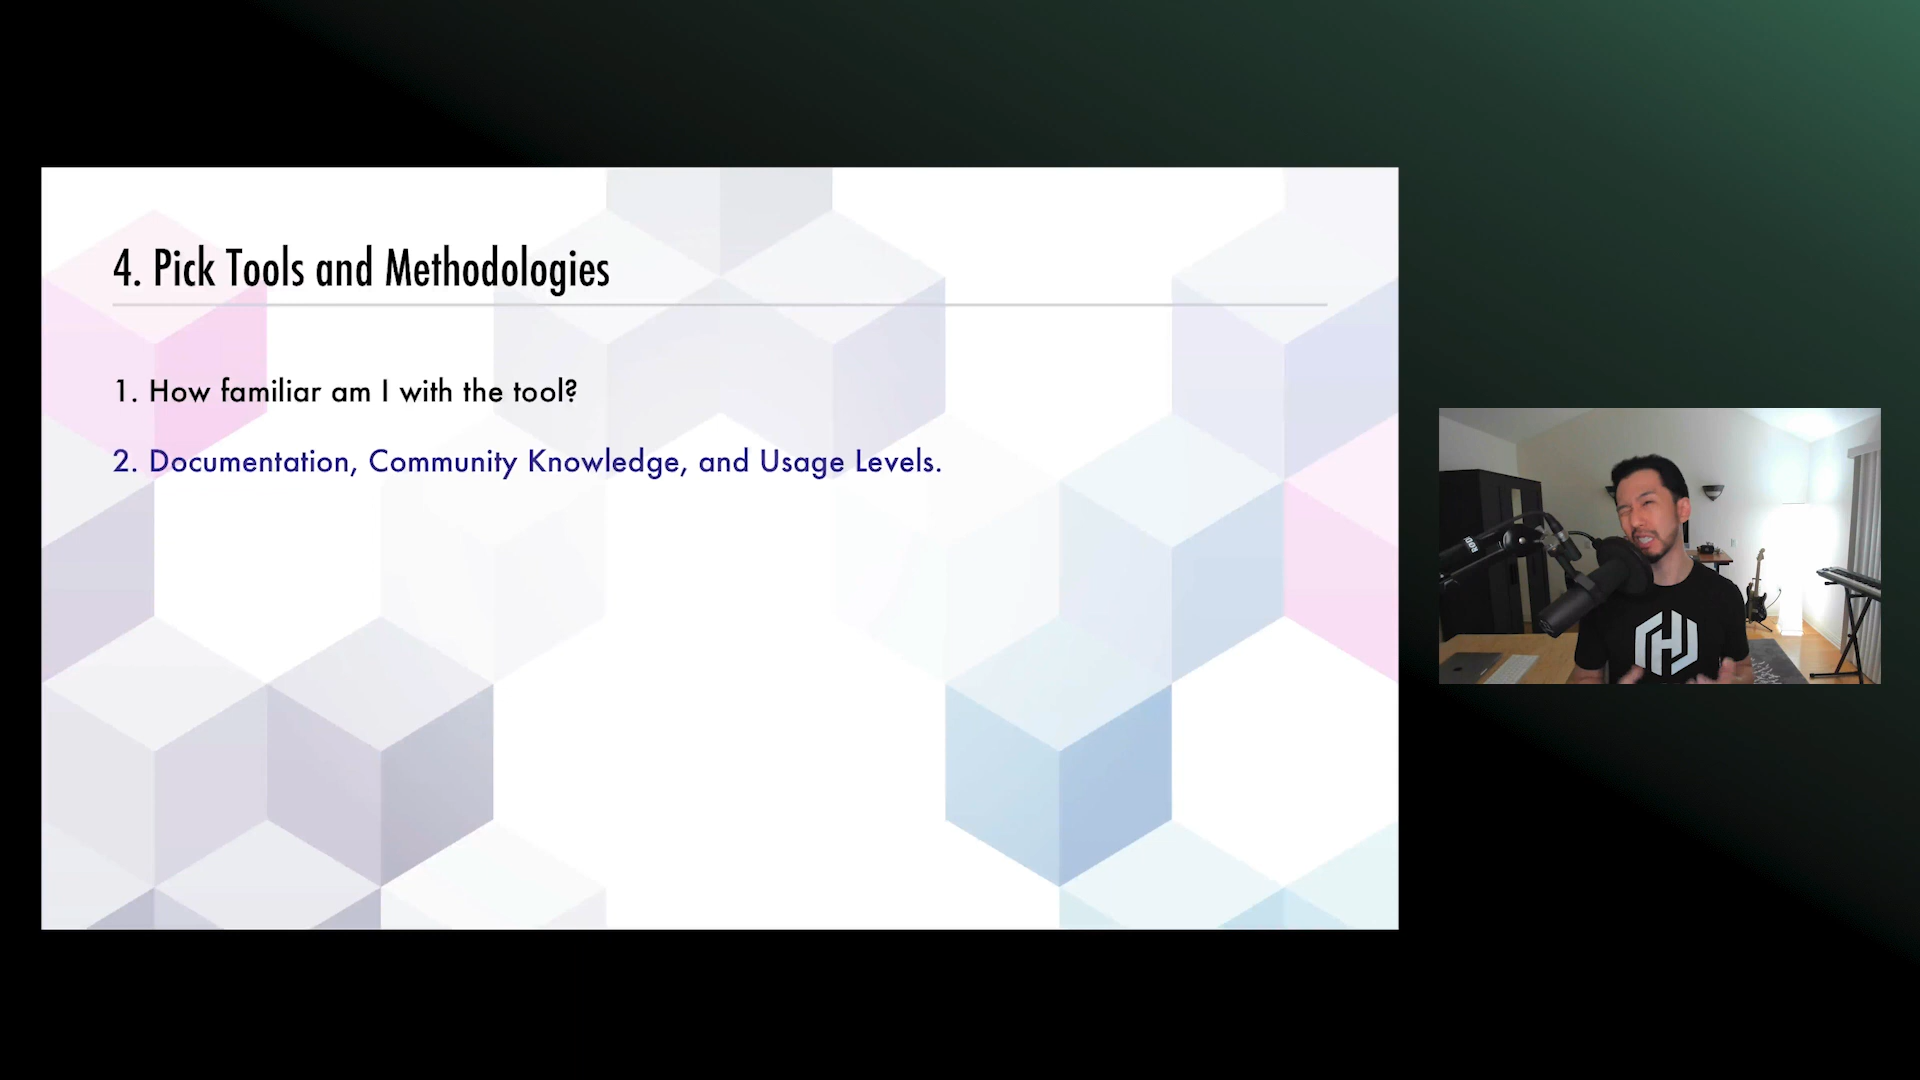 4. Pick Tools and Methodologies
1. How familiar am I with the tool?
2. Documentation, Community Knowledge, and Usage Levels.
RODE